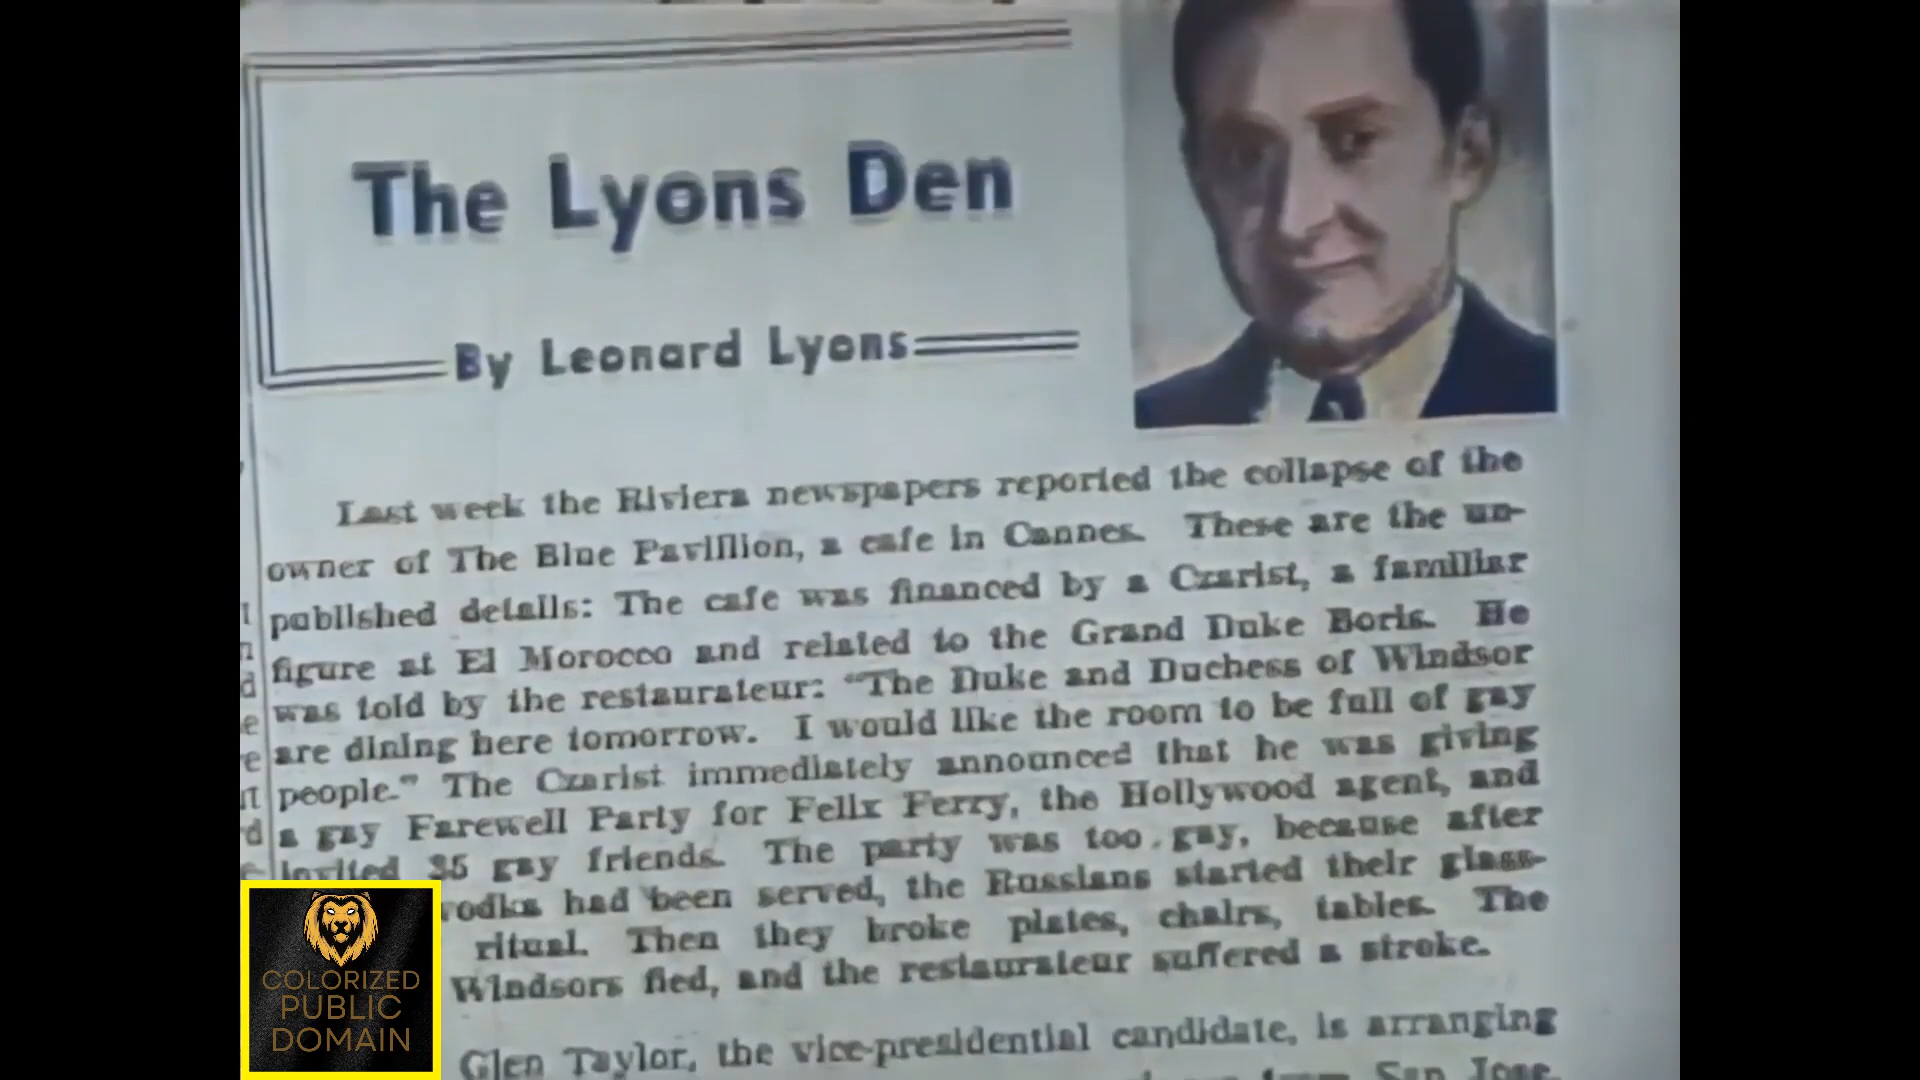 The Lyons Den
By Leonard Lyons
Last week the Riviera newspapers reported the collapse of the
owner of The Blue Pavillion, a cafe in Cannes. These are the un-
published details: The cafe was financed by a Czarist, a familiar
figure at El Morocco and related to the Grand Duke Boris. He
was told by the restaurateur: "The Duke and Duchess of Windsor
are dining here tomorrow. I would like the room to be full of gay
people." The Czarist immediately announced that he was giving
a gay Farewell Party for Felix Ferry, the Hollywood agent, and
invited 35 gay friends. The party was too gay, because after
vodka had been served, the Russians started their glass-
ritual. Then they broke plates, chairs, tables. The
Windsors fled, and the restaurateur suffered a stroke.
Glen Taylor, the vice-presidential candidate, is arranging
from San Jose
COLORIZED
PUBLIC
DOMAIN